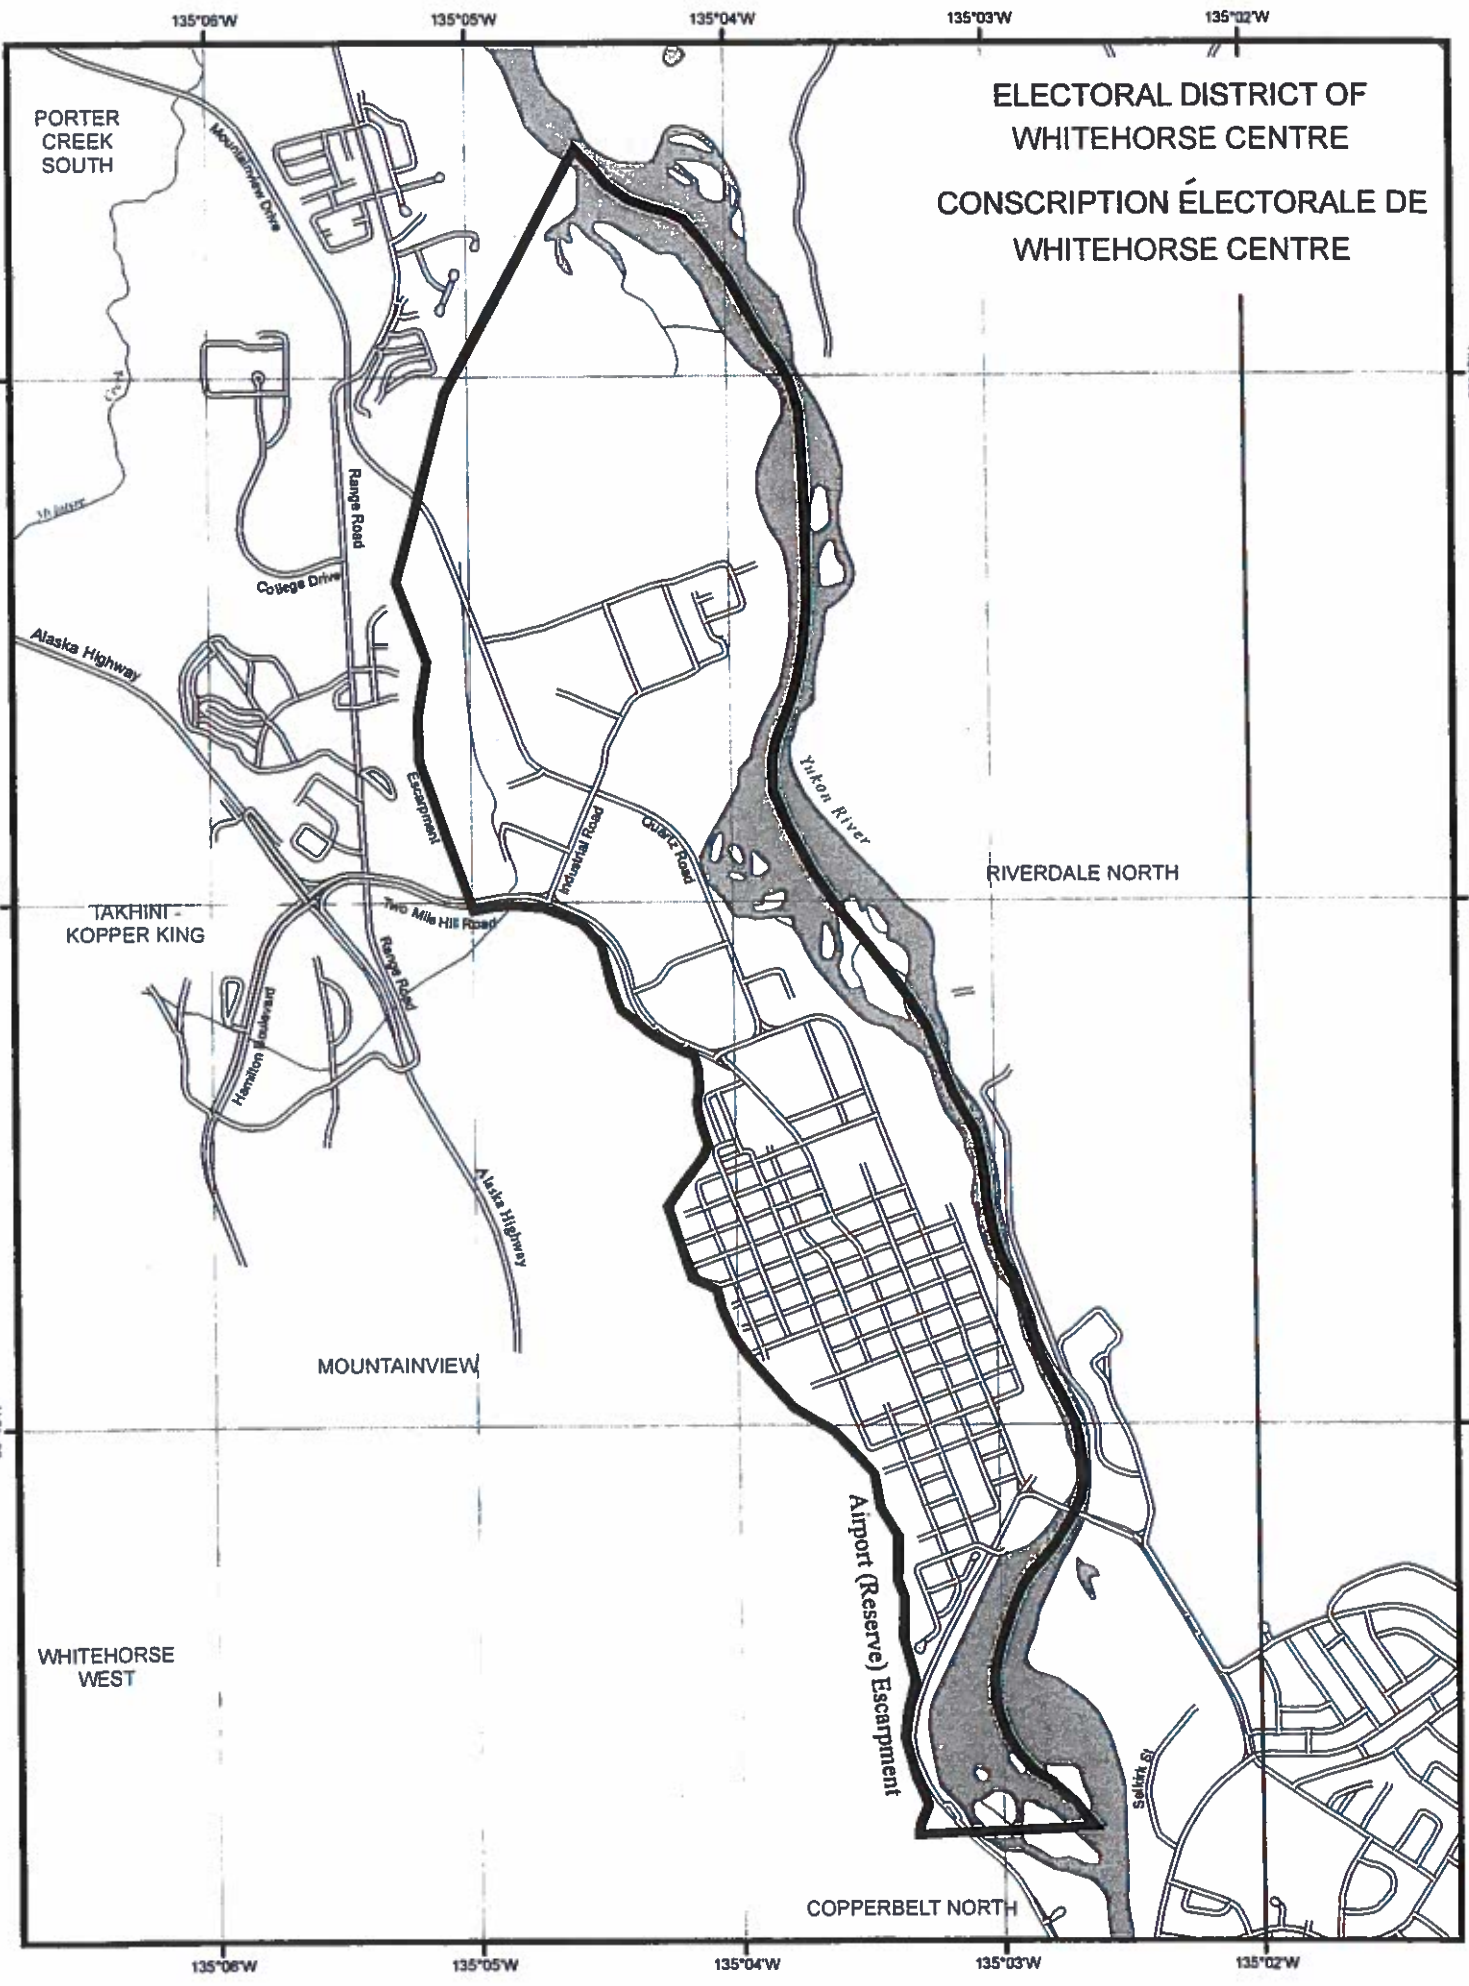 135°06'W
135°05'W
135°04'W
135°03'W
135°02'W
ELECTORAL DISTRICT OF
WHITEHORSE CENTRE
CONSCRIPTION ÉLECTORALE DE
WHITEHORSE CENTRE
PORTER
CREEK
SOUTH
Mountainview Drive
Range Road
College Drive
Alaska Highway
Escarpment
Industrial Road
Quartz Road
Yukon River
RIVERDALE NORTH
TAKHINI -
KOPPER KING
Two Mile Hill Road
Range Road
Hamilton Boulevard
Alaska Highway
MOUNTAINVIEW
Airport (Reserve) Escarpment
WHITEHORSE
WEST
Selkirk St
COPPERBELT NORTH
135°06'W
135°05'W
135°04'W
135°03'W
135°02'W